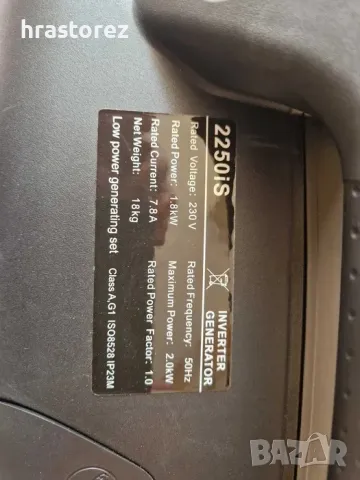 hrastorez
2250iS INVERTER GENERATOR
Rated Voltage: 230V Rated Frequency: 50Hz
Rated Power: 1.8kW Maximum Power: 2.0kW
Rated Current: 7.8A Rated Power Factor: 1.0
Net Weight: 18kg
Low power generating set Class A,G1 ISO8528 IP23M
BAZAR